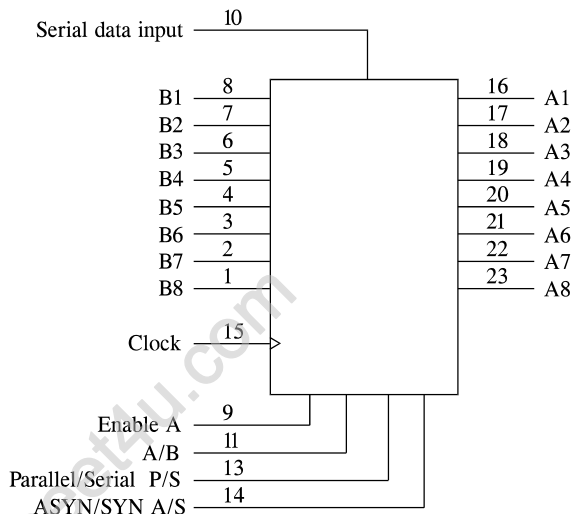 Serial data input 10
B1 8 16 A1
B2 7 17 A2
B3 6 18 A3
B4 5 19 A4
B5 4 20 A5
B6 3 21 A6
B7 2 22 A7
B8 1 23 A8
Clock 15
Enable A 9
A/B 11
Parallel/Serial P/S 13
ASYN/SYN A/S 14
eet4u.com